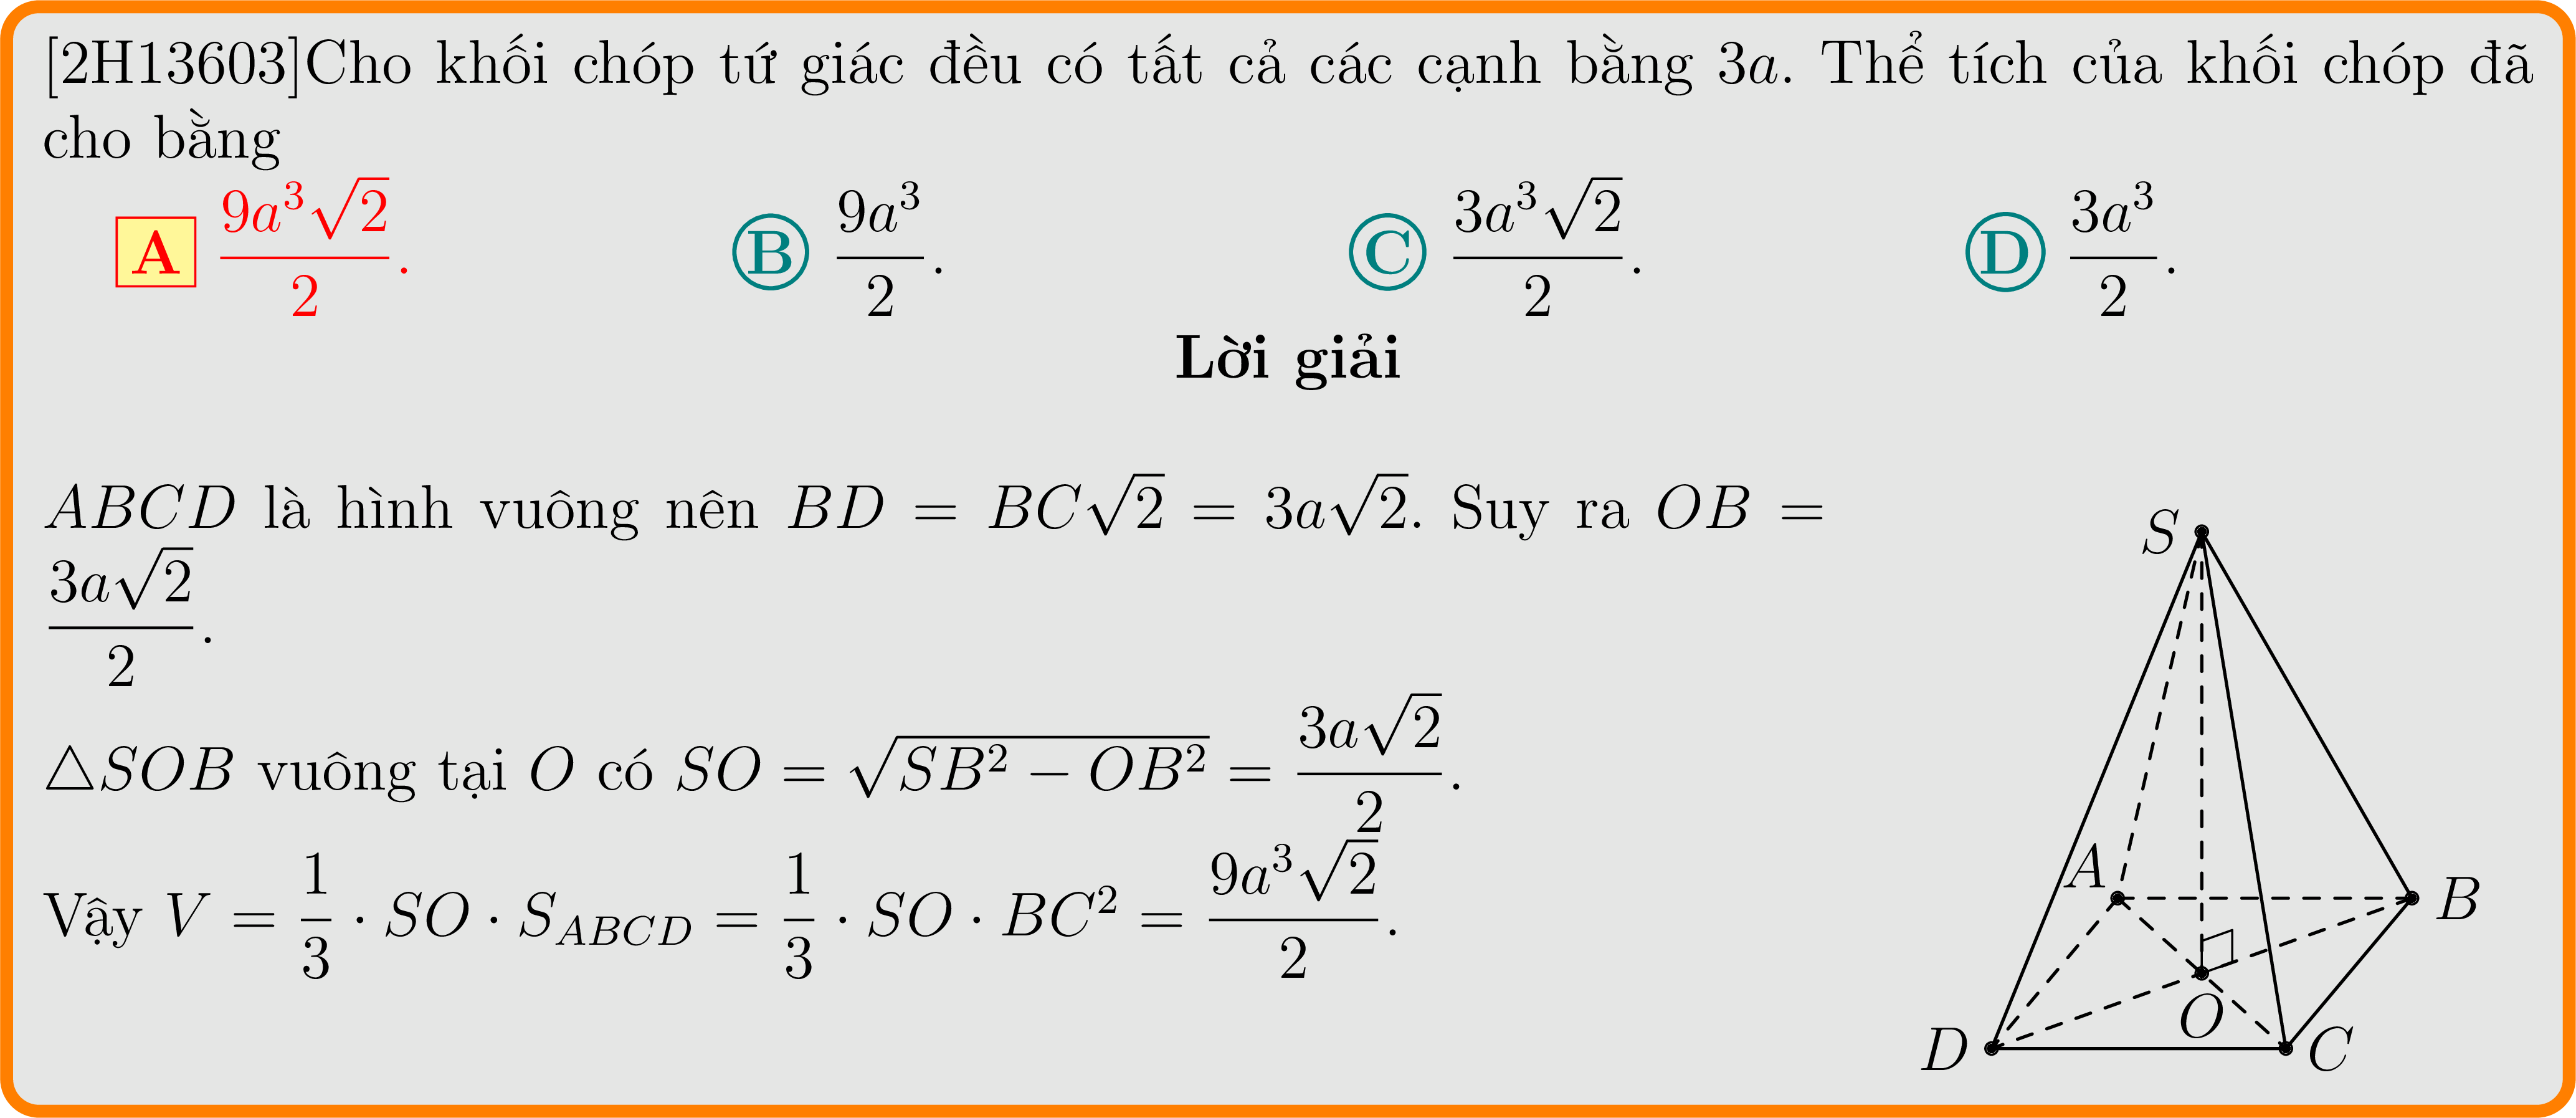 [2H13603]Cho khối chóp tứ giác đều có tất cả các cạnh bằng 3a. Thể tích của khối chóp đã
cho bằng
A $\frac{9a^3\sqrt{2}}{2}$. B $\frac{9a^3}{2}$. C $\frac{3a^3\sqrt{2}}{2}$. D $\frac{3a^3}{2}$.
Lời giải
ABCD là hình vuông nên $BD = BC\sqrt{2} = 3a\sqrt{2}$. Suy ra $OB =$
$\frac{3a\sqrt{2}}{2}$.
$\triangle SOB$ vuông tại $O$ có $SO = \sqrt{SB^2 - OB^2} = \frac{3a\sqrt{2}}{2}$.
Vậy $V = \frac{1}{3} \cdot SO \cdot S_{ABCD} = \frac{1}{3} \cdot SO \cdot BC^2 = \frac{9a^3\sqrt{2}}{2}$.
S
A
B
O
D
C